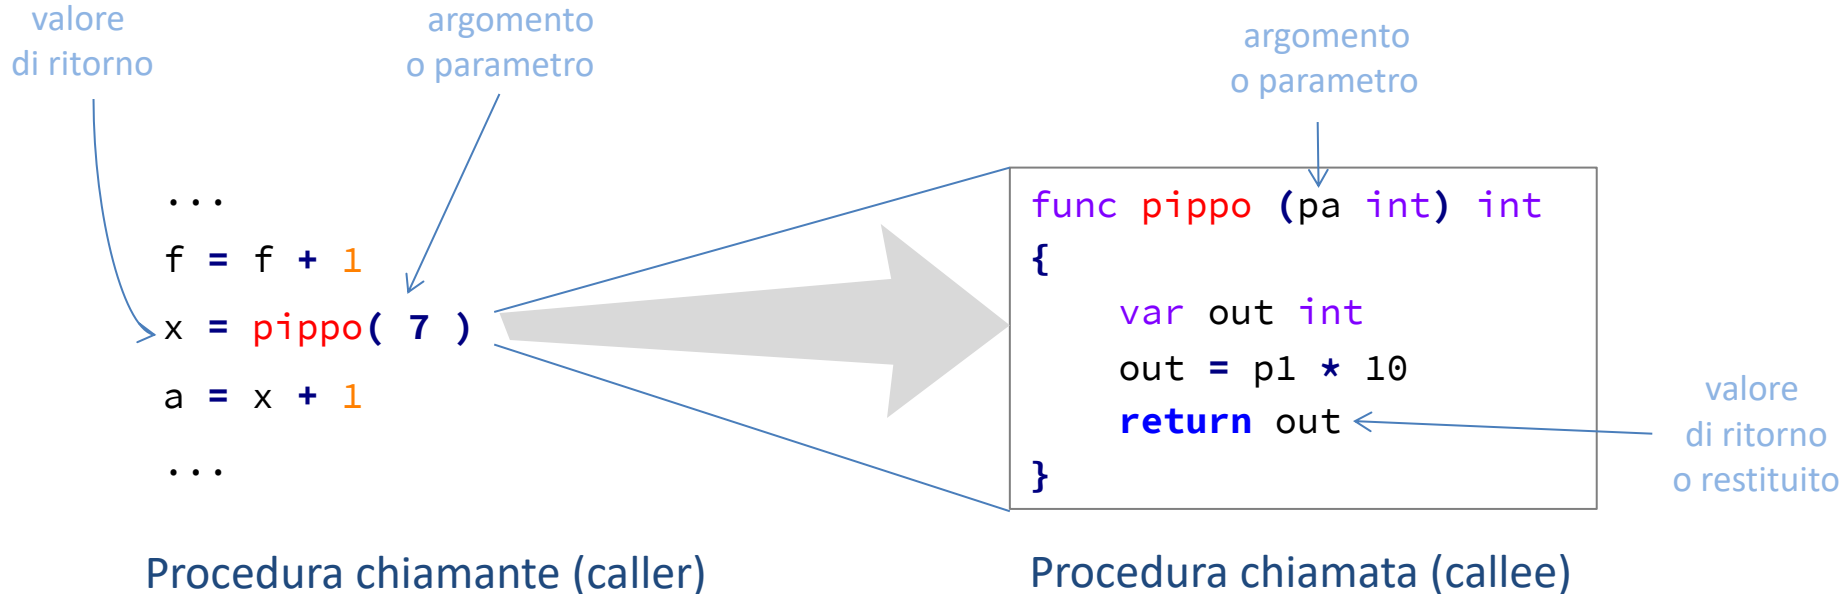 valore
di ritorno
argomento
o parametro
...
f = f + 1
x = pippo( 7 )
a = x + 1
...
Procedura chiamante (caller)
argomento
o parametro
func pippo (pa int) int
{
var out int
out = p1 * 10
return out
}
valore
di ritorno
o restituito
Procedura chiamata (callee)